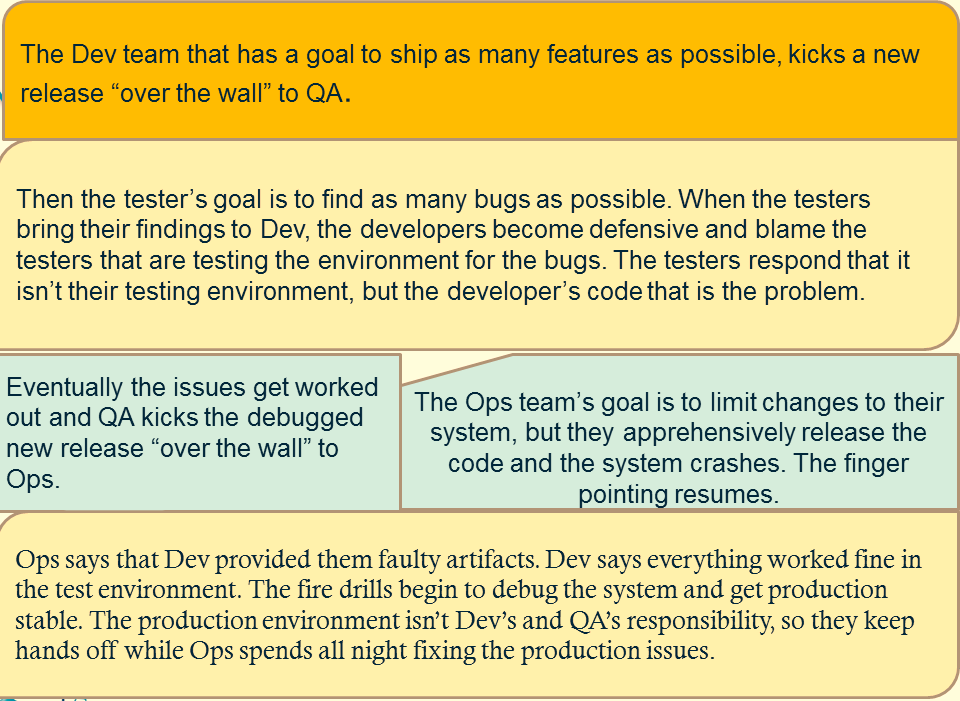 The Dev team that has a goal to ship as many features as possible, kicks a new
release “over the wall” to QA.
Then the tester’s goal is to find as many bugs as possible. When the testers
bring their findings to Dev, the developers become defensive and blame the
testers that are testing the environment for the bugs. The testers respond that it
isn’t their testing environment, but the developer’s code that is the problem.
Eventually the issues get worked
out and QA kicks the debugged
new release “over the wall” to
Ops.
The Ops team’s goal is to limit changes to their
system, but they apprehensively release the
code and the system crashes. The finger
pointing resumes.
Ops says that Dev provided them faulty artifacts. Dev says everything worked fine in
the test environment. The fire drills begin to debug the system and get production
stable. The production environment isn’t Dev’s and QA’s responsibility, so they keep
hands off while Ops spends all night fixing the production issues.